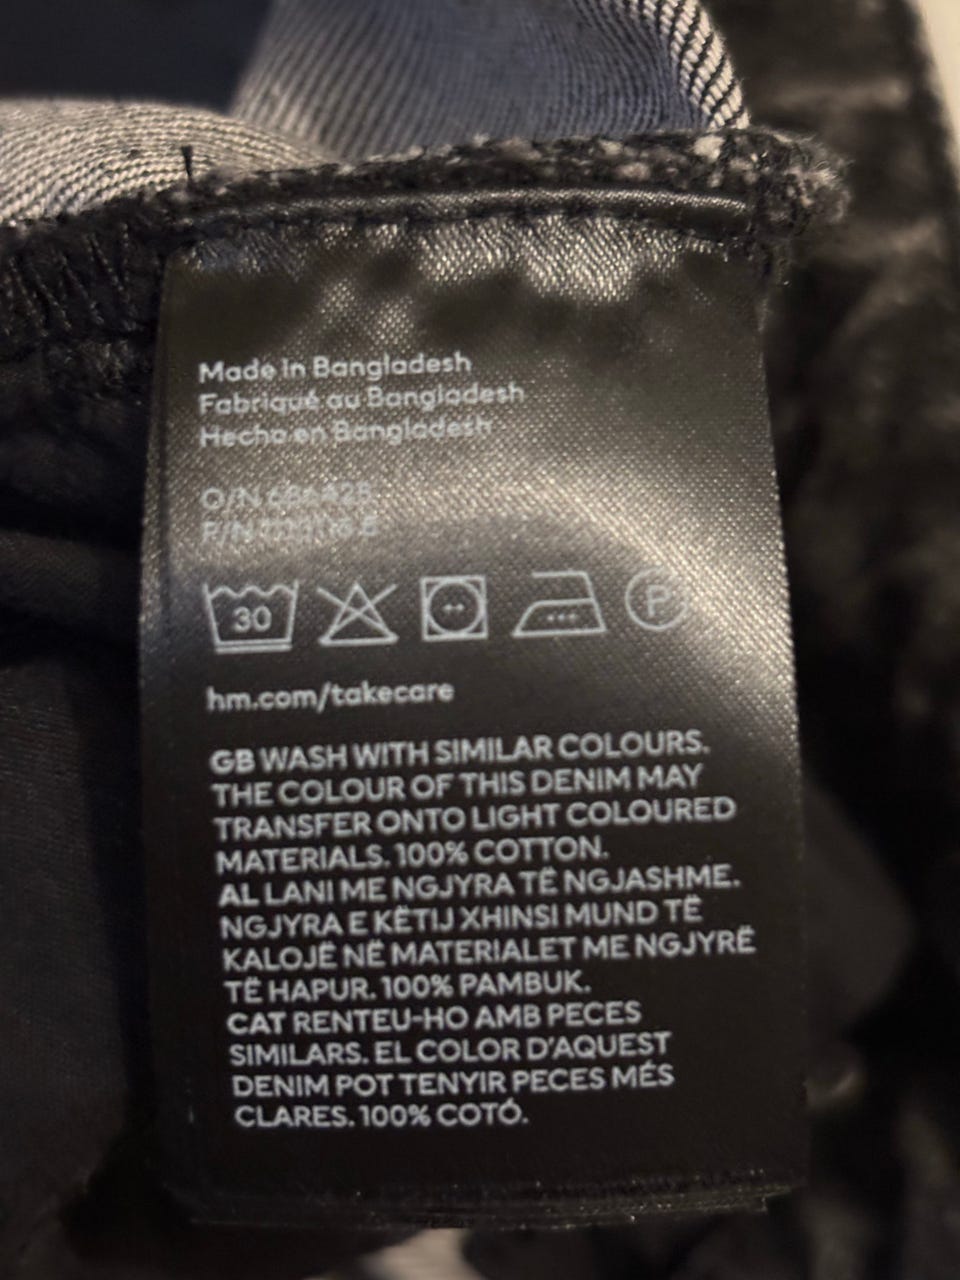 Made in Bangladesh
Fabriqué au Bangladesh
Hecho en Bangladesh
O/N
P/N
30
P
hm.com/takecare
GB WASH WITH SIMILAR COLOURS.
THE COLOUR OF THIS DENIM MAY
TRANSFER ONTO LIGHT COLOURED
MATERIALS. 100% COTTON.
AL LANI ME NGJYRA TË NGJASHME.
NGJYRA E KËTIJ XHINSI MUND TË
KALOJË NË MATERIALET ME NGJYRË
TË HAPUR. 100% PAMBUK.
CAT RENTEU-HO AMB PECES
SIMILARS. EL COLOR D'AQUEST
DENIM POT TENYIR PECES MÉS
CLARES. 100% COTÓ.